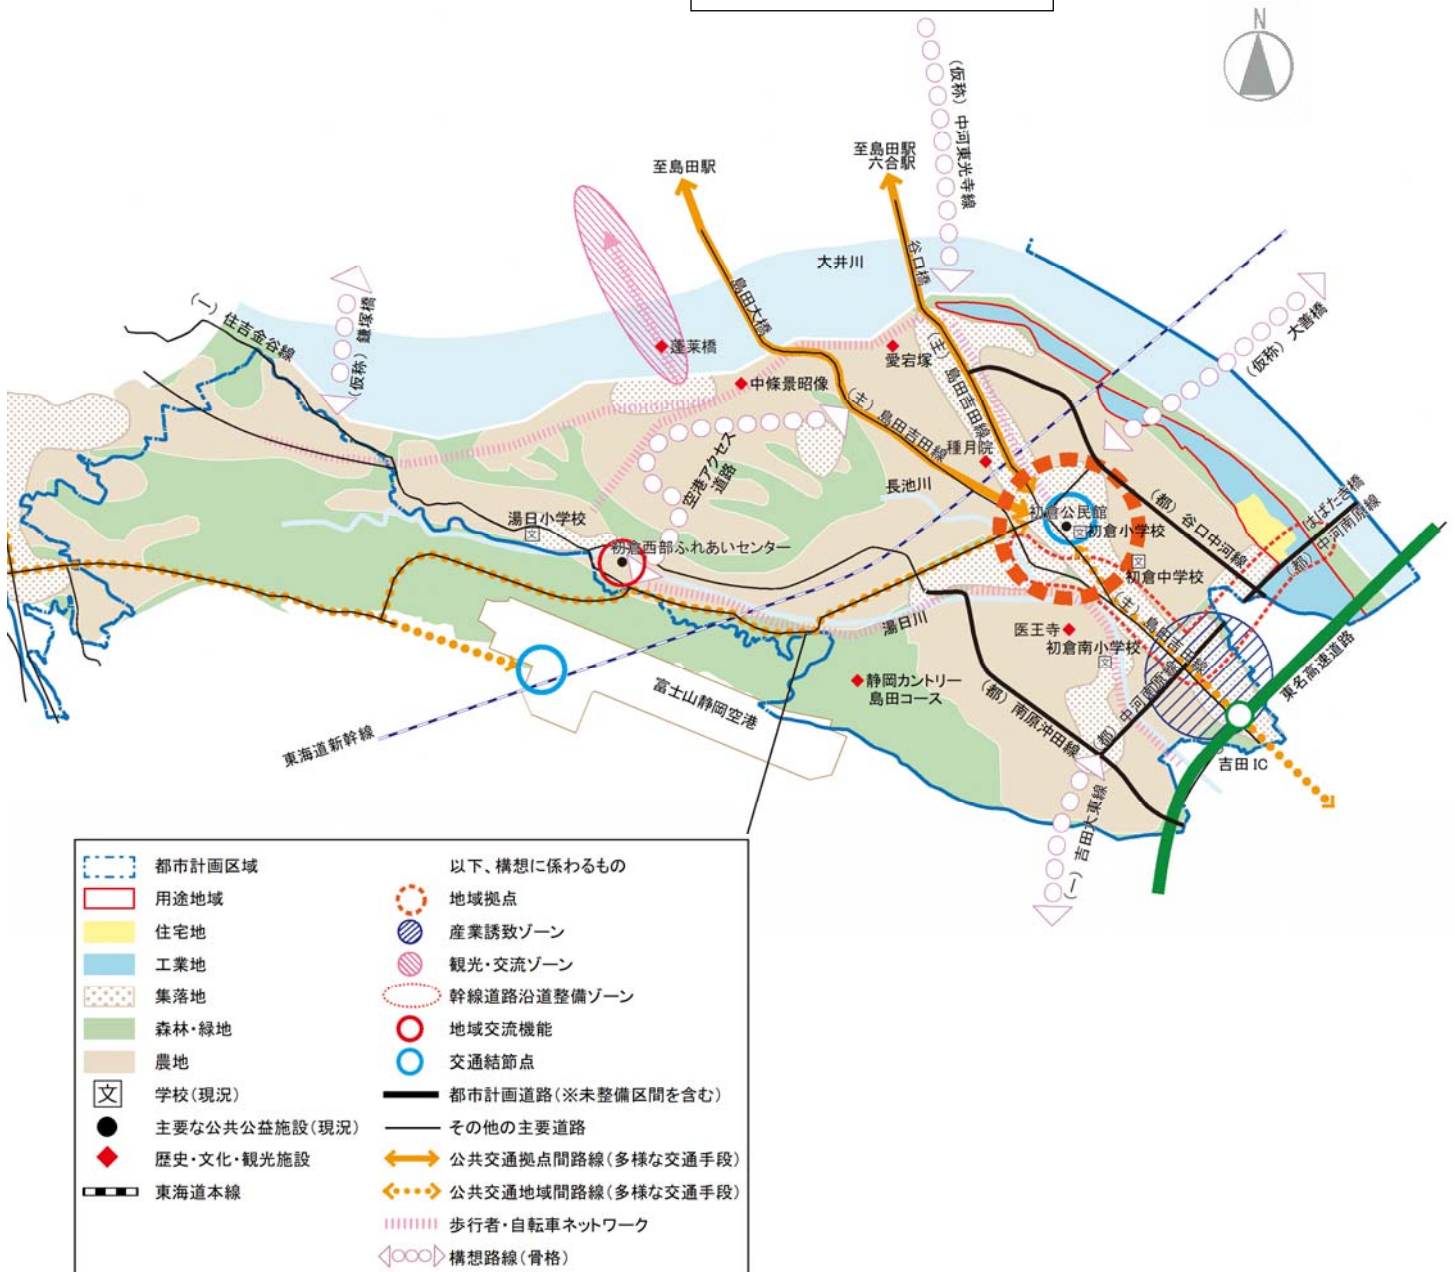 N
(仮称) 中河東光寺線
至島田駅
至島田駅
六合駅
谷口橋
大井川
島田大橋
(一) 住吉金谷線
(仮称) 鎌塚橋
蓬莱橋
中條景昭像
愛宕塚
(主) 島田吉田線
(主) 島田吉田線
(仮称) 大善橋
種月院
空港アクセス
道路
長池川
湯日小学校
文
初倉西部ふれあいセンター
初倉公民館
文
初倉小学校
文
初倉中学校
(都) 谷口中河線
はばたき橋
(都) 中河南原線
湯日川
医王寺
初倉南小学校
文
(主) 島田吉田線
(都) 中河南原線
東名高速道路
静岡カントリー
島田コース
富士山静岡空港
(都) 南原沖田線
東海道新幹線
吉田 IC
(一) 吉田大東線
都市計画区域
用途地域
住宅地
工業地
集落地
森林・緑地
農地
文
学校(現況)
主要な公共公益施設(現況)
歴史・文化・観光施設
東海道本線
以下、構想に係わるもの
地域拠点
産業誘致ゾーン
観光・交流ゾーン
幹線道路沿道整備ゾーン
地域交流機能
交通結節点
都市計画道路(※未整備区間を含む)
その他の主要道路
公共交通拠点間路線(多様な交通手段)
公共交通地域間路線(多様な交通手段)
歩行者・自転車ネットワーク
構想路線(骨格)